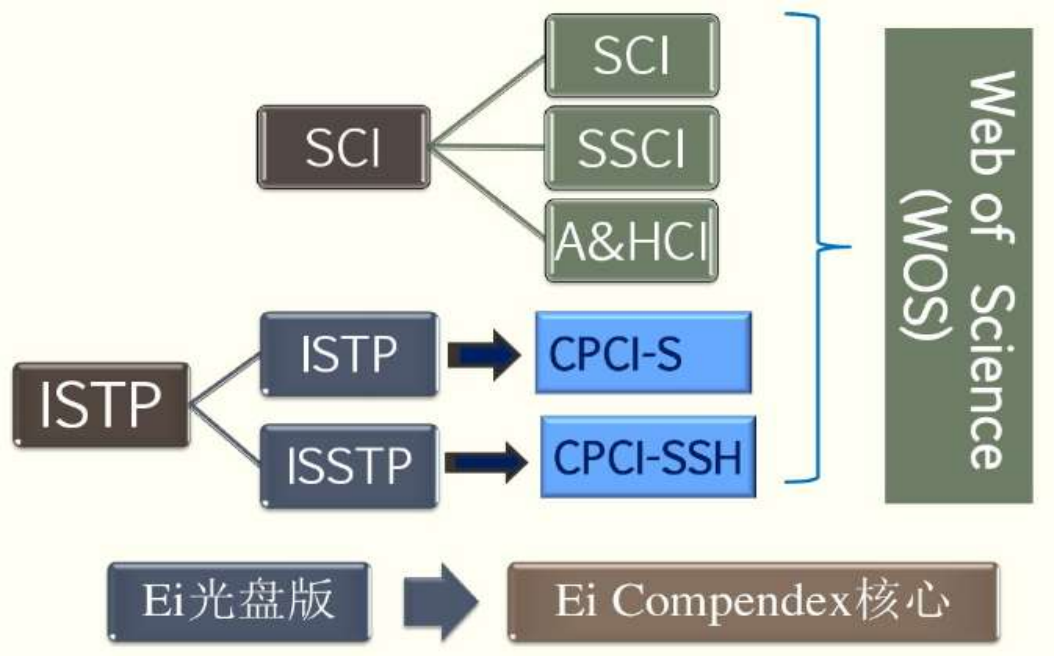 SCI
SCI
SSCI
A&HCI
ISTP
ISTP
CPCI-S
ISSTP
CPCI-SSH
Web of Science
(WOS)
Ei光盘版
Ei Compendex核心